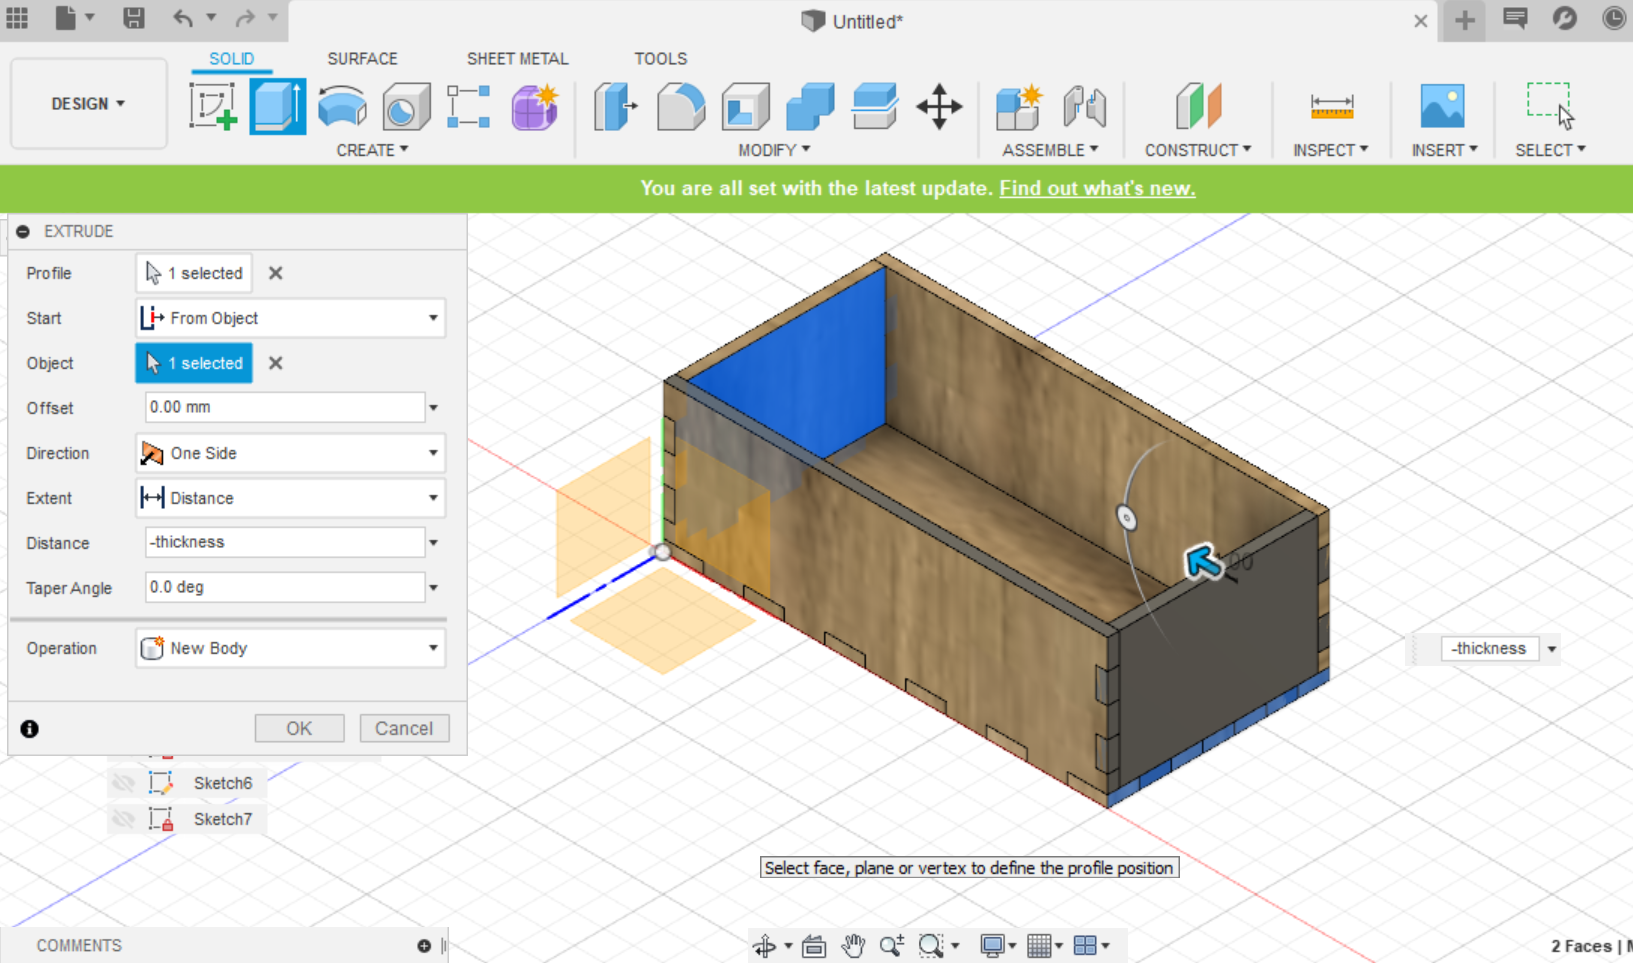 Untitled*
SOLID
SURFACE
SHEET METAL
TOOLS
DESIGN
CREATE
MODIFY
ASSEMBLE
CONSTRUCT
INSPECT
INSERT
SELECT
You are all set with the latest update. Find out what's new.
EXTRUDE
Profile 1 selected
Start From Object
Object 1 selected
Offset 0.00 mm
Direction One Side
Extent Distance
Distance -thickness
Taper Angle 0.0 deg
Operation New Body
OK Cancel
-thickness
Sketch6
Sketch7
Select face, plane or vertex to define the profile position
COMMENTS
2 Faces |